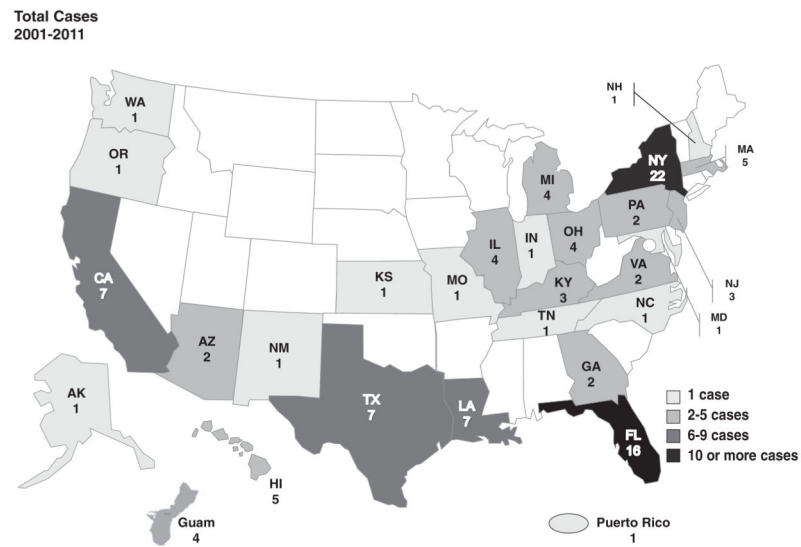 Total Cases
2001-2011
NH
1
WA
1
OR
1
NY
22
MA
5
MI
4
PA
2
IL
4
IN
1
OH
4
CA
7
KS
1
MO
1
KY
3
VA
2
NJ
3
NC
1
MD
1
TN
1
AZ
2
NM
1
GA
2
AK
1
TX
7
LA
7
FL
16
1 case
2-5 cases
6-9 cases
10 or more cases
HI
5
Guam
4
Puerto Rico
1